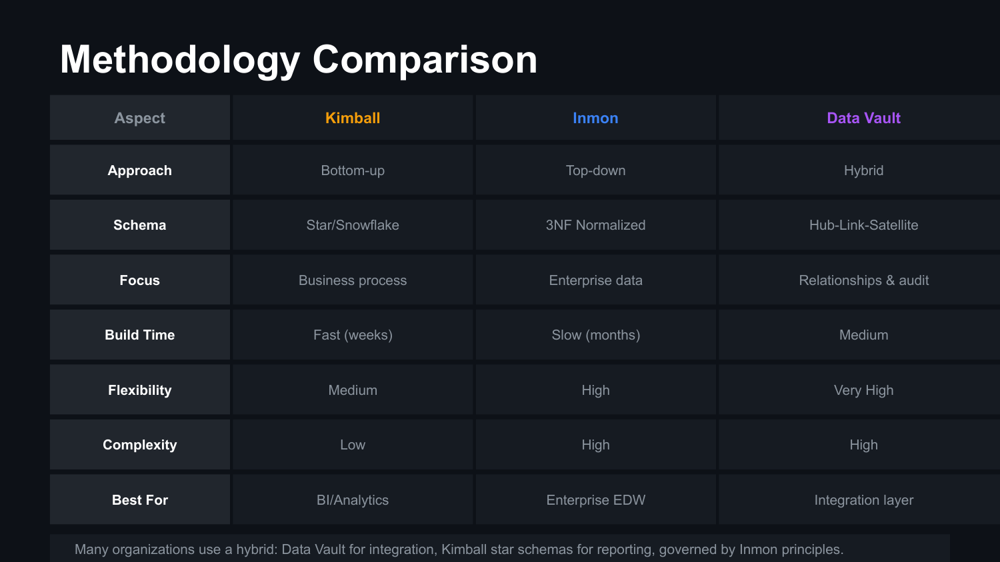 Methodology Comparison
Aspect Kimball Inmon Data Vault
Approach Bottom-up Top-down Hybrid
Schema Star/Snowflake 3NF Normalized Hub-Link-Satellite
Focus Business process Enterprise data Relationships & audit
Build Time Fast (weeks) Slow (months) Medium
Flexibility Medium High Very High
Complexity Low High High
Best For BI/Analytics Enterprise EDW Integration layer
Many organizations use a hybrid: Data Vault for integration, Kimball star schemas for reporting, governed by Inmon principles.